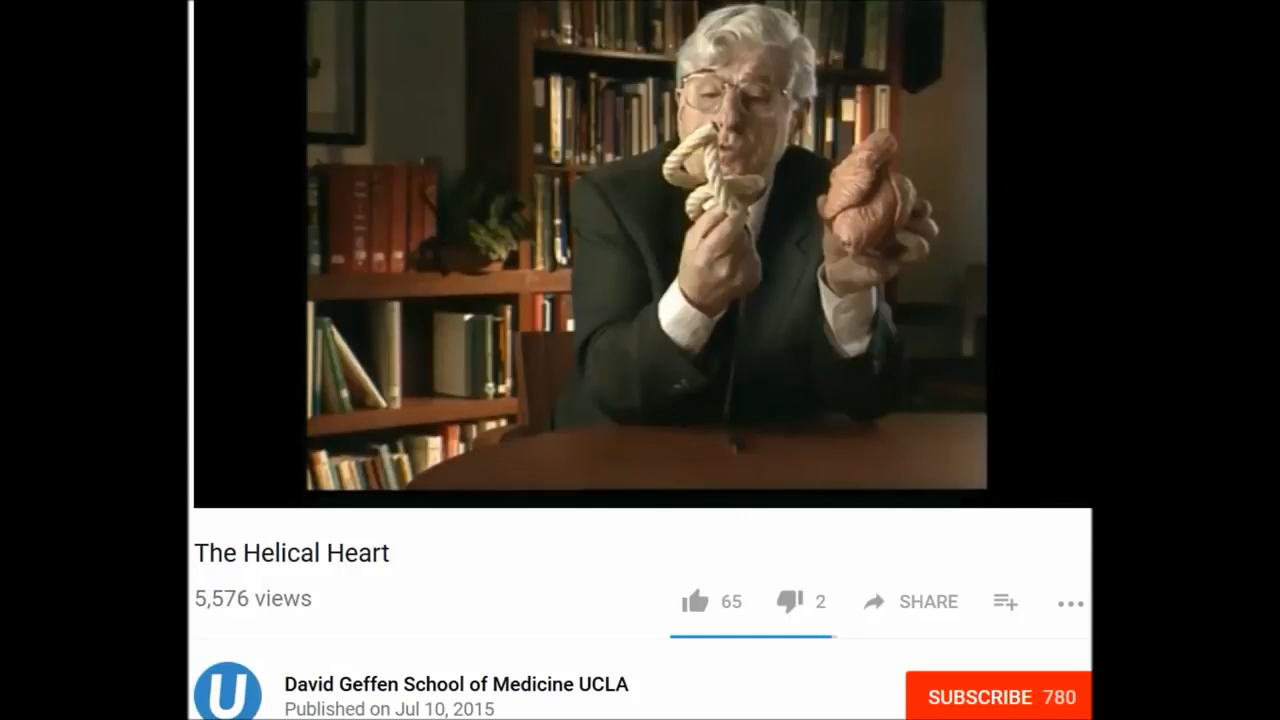 The Helical Heart
5,576 views
65
2
SHARE
U
David Geffen School of Medicine UCLA
Published on Jul 10, 2015
SUBSCRIBE 780